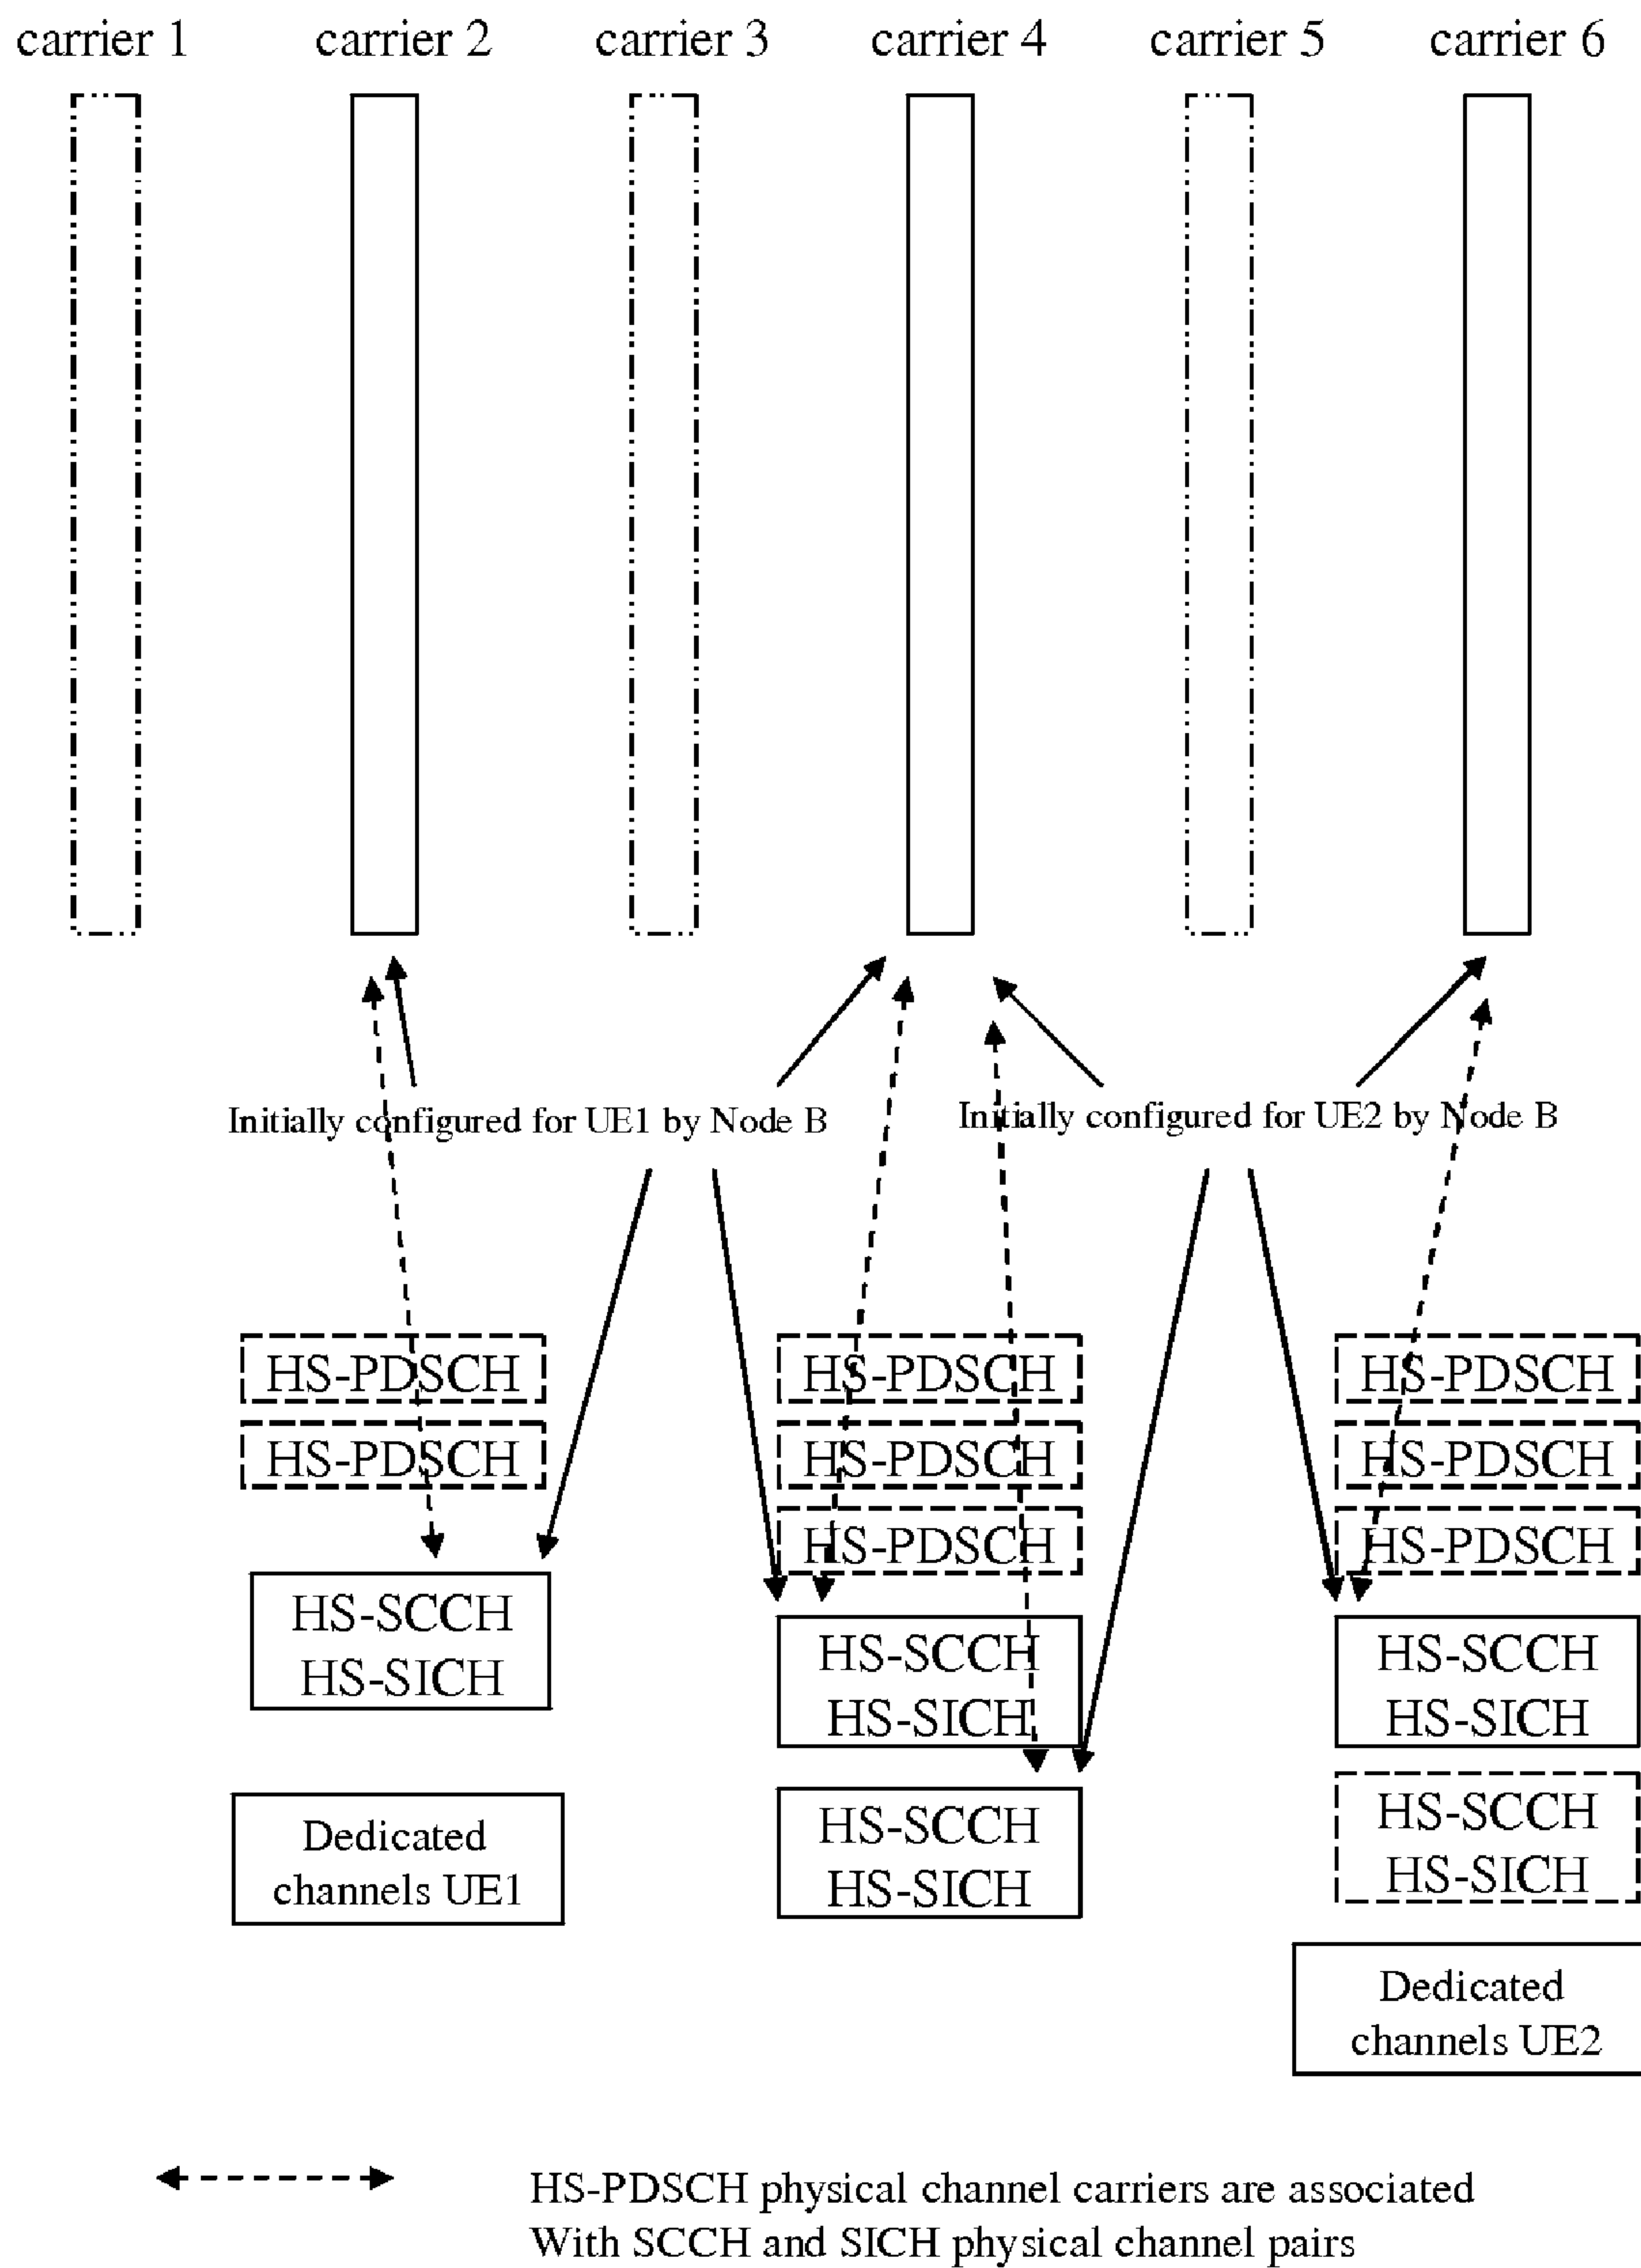 carrier 1 carrier 2 carrier 3 carrier 4 carrier 5 carrier 6
Initially configured for UE1 by Node B
Initially configured for UE2 by Node B
HS-PDSCH HS-PDSCH HS-PDSCH
HS-PDSCH HS-PDSCH HS-PDSCH
HS-PDSCH HS-PDSCH
HS-SCCH
HS-SICH
HS-SCCH
HS-SICH
HS-SCCH
HS-SICH
Dedicated
channels UE1
HS-SCCH
HS-SICH
HS-SCCH
HS-SICH
Dedicated
channels UE2
HS-PDSCH physical channel carriers are associated
With SCCH and SICH physical channel pairs